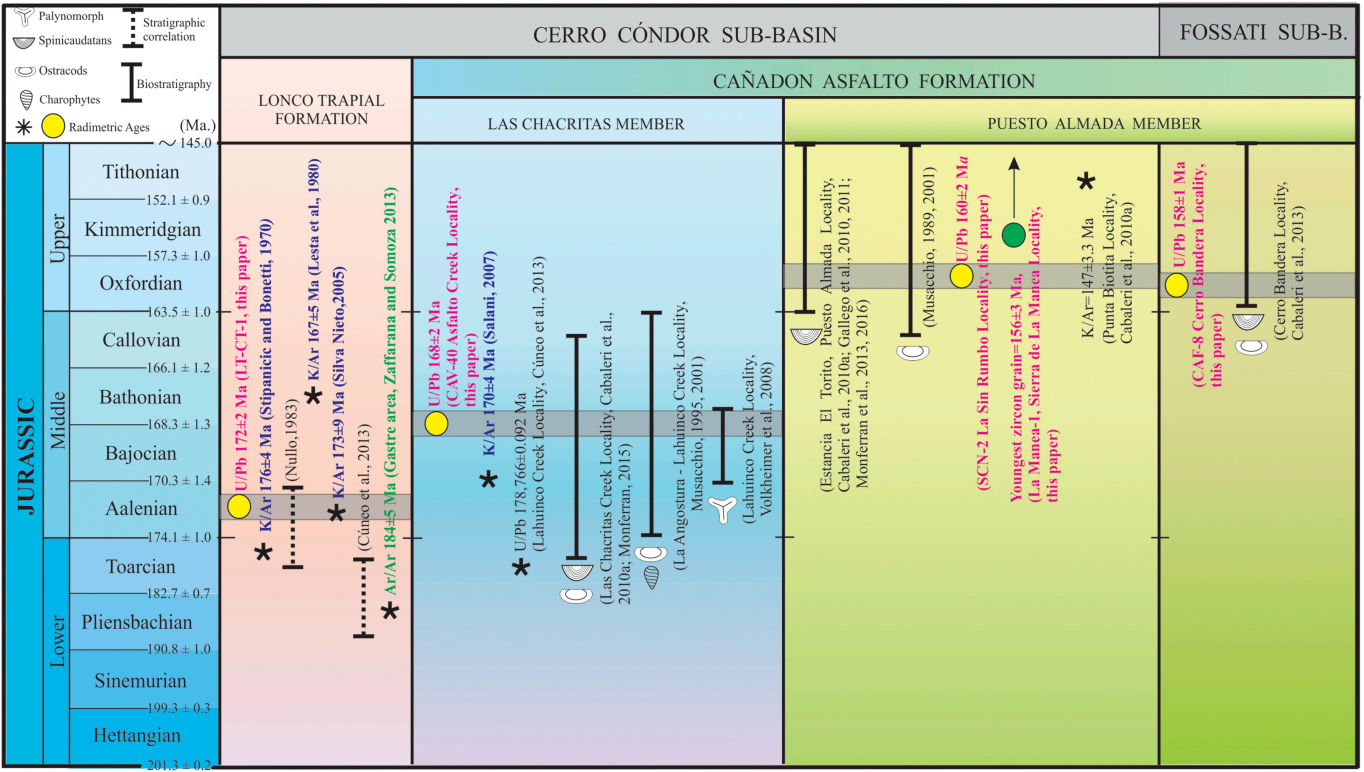 Palynomorph
Spinicaudatans
Ostracods
Charophytes
Radimetric Ages
Stratigraphic
correlation
Biostratigraphy
(Ma.)
CERRO CÓNDOR SUB-BASIN
FOSSATI SUB-B.
CAÑADON ASFALTO FORMATION
LONCO TRAPIAL
FORMATION
LAS CHACRITAS MEMBER
PUESTO ALMADA MEMBER
JURASSIC
Upper
Middle
Lower
~ 145.0
Tithonian
152.1 ± 0.9
Kimmeridgian
157.3 ± 1.0
Oxfordian
163.5 ± 1.0
Callovian
166.1 ± 1.2
Bathonian
168.3 ± 1.3
Bajocian
170.3 ± 1.4
Aalenian
174.1 ± 1.0
Toarcian
182.7 ± 0.7
Pliensbachian
190.8 ± 1.0
Sinemurian
199.3 ± 0.3
Hettangian
201.3 ± 0.2
U/Pb 172±2 Ma (LT-CT-1, this paper)
K/Ar 176±4 Ma (Stipanicic and Bonetti, 1970)
(Nullo,1983)
K/Ar 167±5 Ma (Lesta et al., 1980)
K/Ar 173±9 Ma (Silva Nieto,2005)
(Cúneo et al., 2013)
Ar/Ar 184±5 Ma (Gastre area, Zaffarana and Somoza 2013)
U/Pb 168±2 Ma
(CAV-40 Asfalto Creek Locality,
this paper)
K/Ar 170±4 Ma (Salani, 2007)
U/Pb 178,766±0.092 Ma
(Lahuinco Creek Locality, Cúneo et al., 2013)
(Las Chacritas Creek Locality, Cabaleri et al.,
2010a; Monferran, 2015)
(La Angostura - Lahuinco Creek Locality,
Musacchio, 1995, 2001)
(Lahuinco Creek Locality,
Volkheimer et al., 2008)
(Estancia El Torito, Puesto Almada Locality,
Cabaleri et al., 2010a; Gallego et al., 2010, 2011;
Monferran et al., 2013, 2016)
(Musacchio, 1989, 2001)
U/Pb 160±2 Ma
(SCN-2 La Sin Rumbo Locality, this paper)
Youngest zircon grain=156±3 Ma,
(La Manea-1, Sierra de La Manea Locality,
this paper)
K/Ar=147±3.3 Ma
(Punta Biotita Locality,
Cabaleri et al., 2010a)
U/Pb 158±1 Ma
(CAF-8 Cerro Bandera Locality,
this paper)
(Cerro Bandera Locality,
Cabaleri et al., 2013)